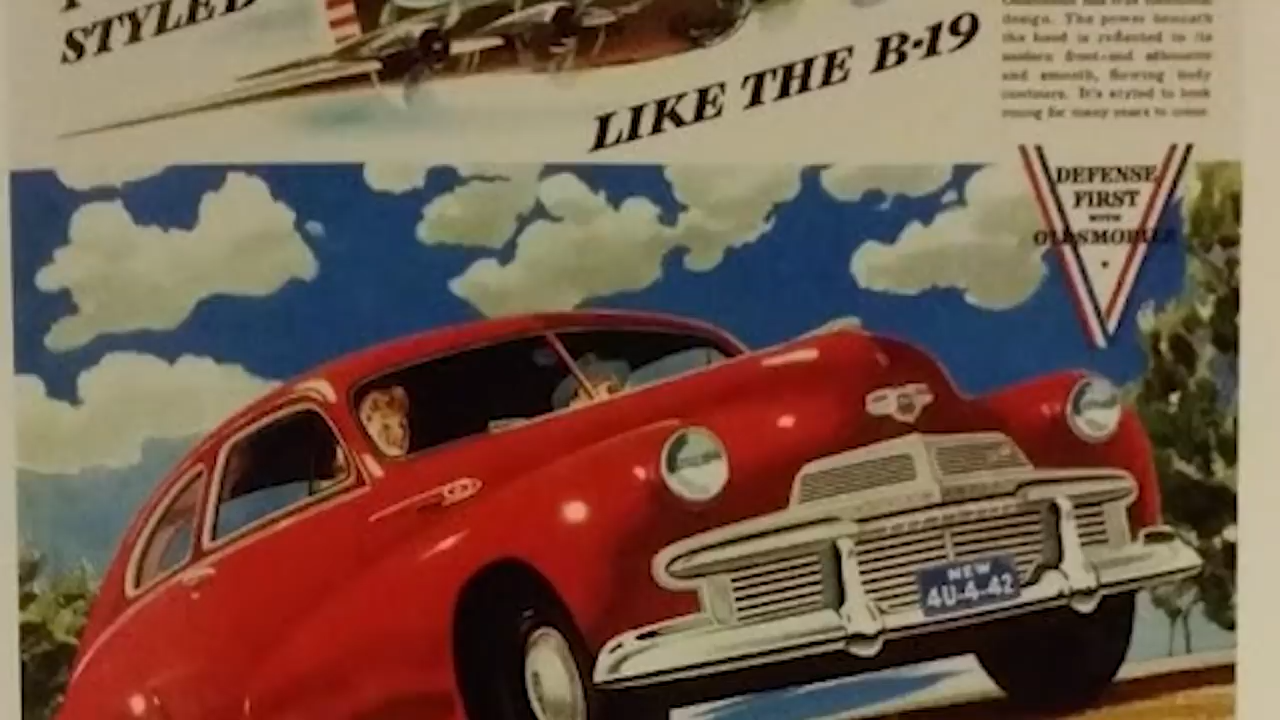 STYLED
LIKE THE B-19
design. The power beneath
the hood is reflected in its
modern front-end silhouette
and smooth, flowing body
contours. It's styled to look
young for many years to come.
DEFENSE
FIRST
WITH
OLDSMOBILE
NEW
4U-4-42